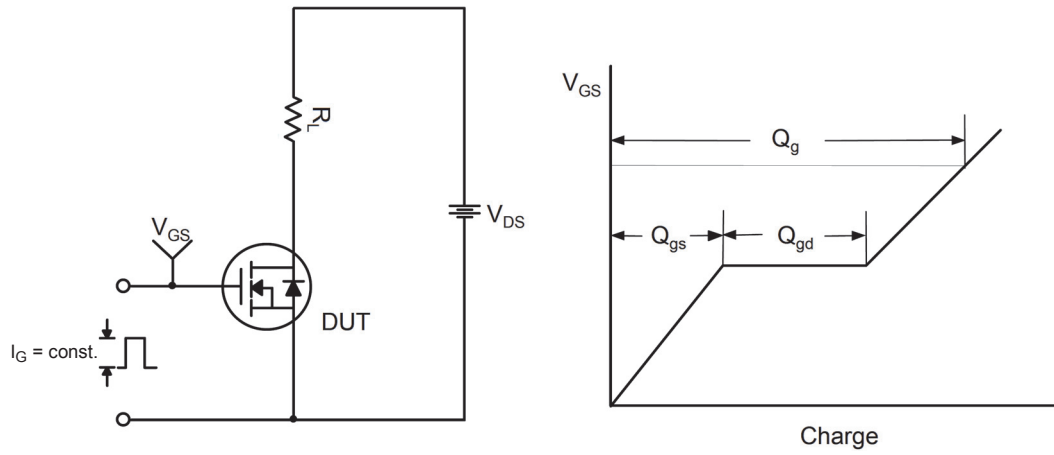 R_L
V_GS
V_DS
DUT
I_G = const.
V_GS
Q_g
Q_gs
Q_gd
Charge